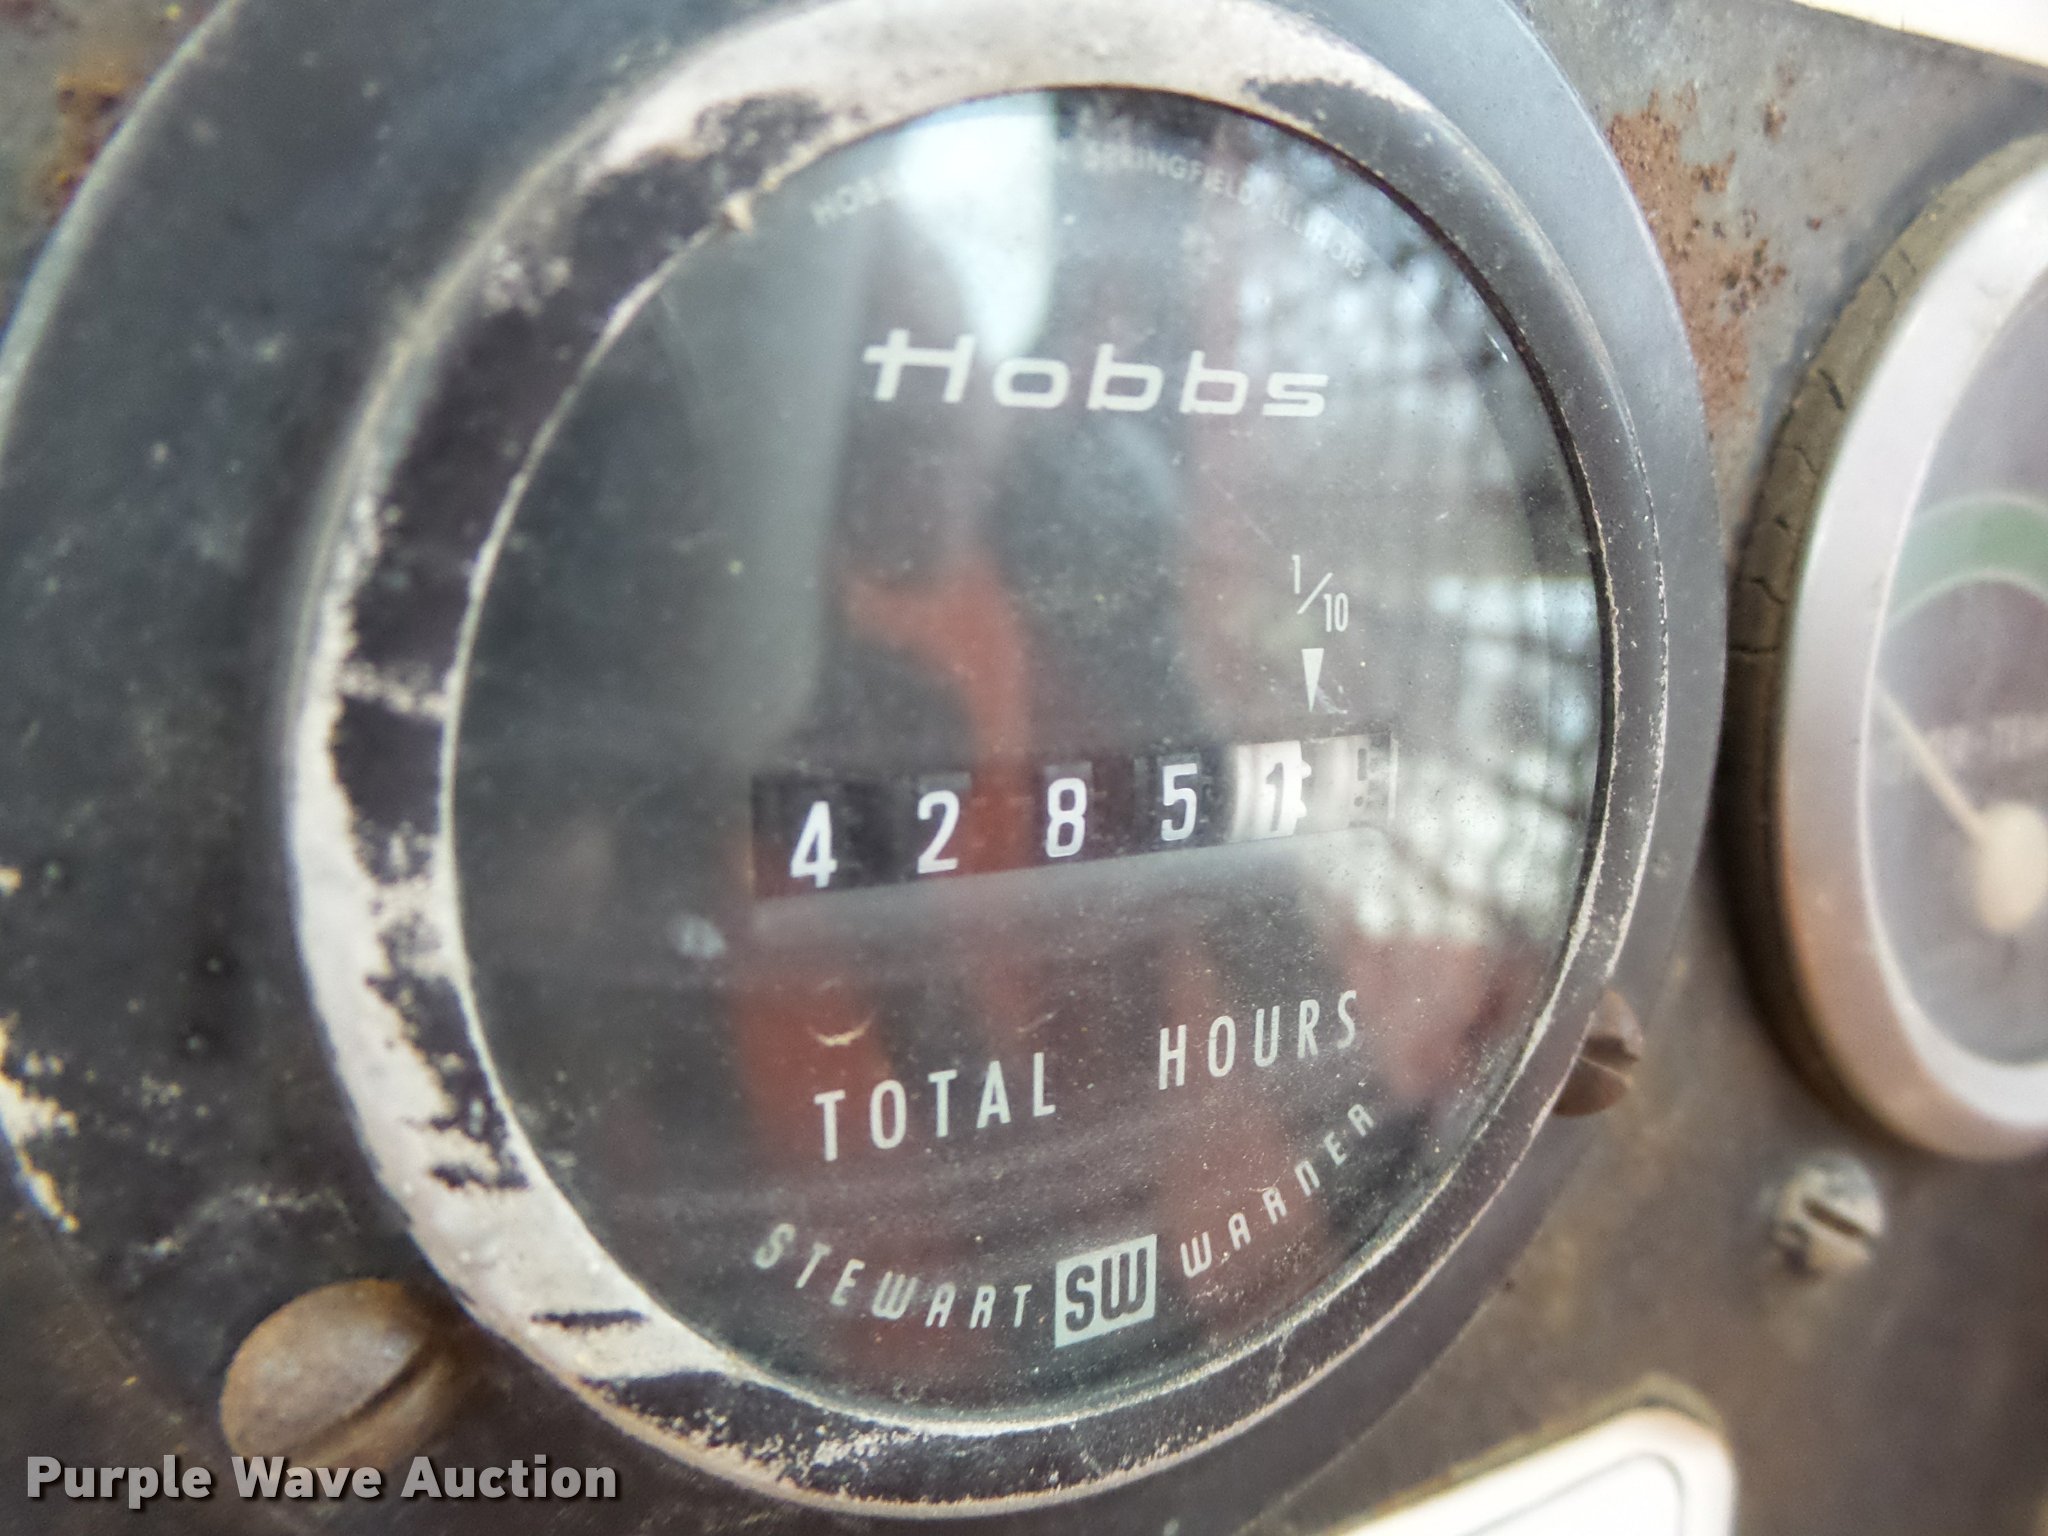 SPRINGFIELD, ILLINOIS
Hobbs
1/10
4 2 8 5 1
TOTAL HOURS
STEWART SW WARNER
Purple Wave Auction